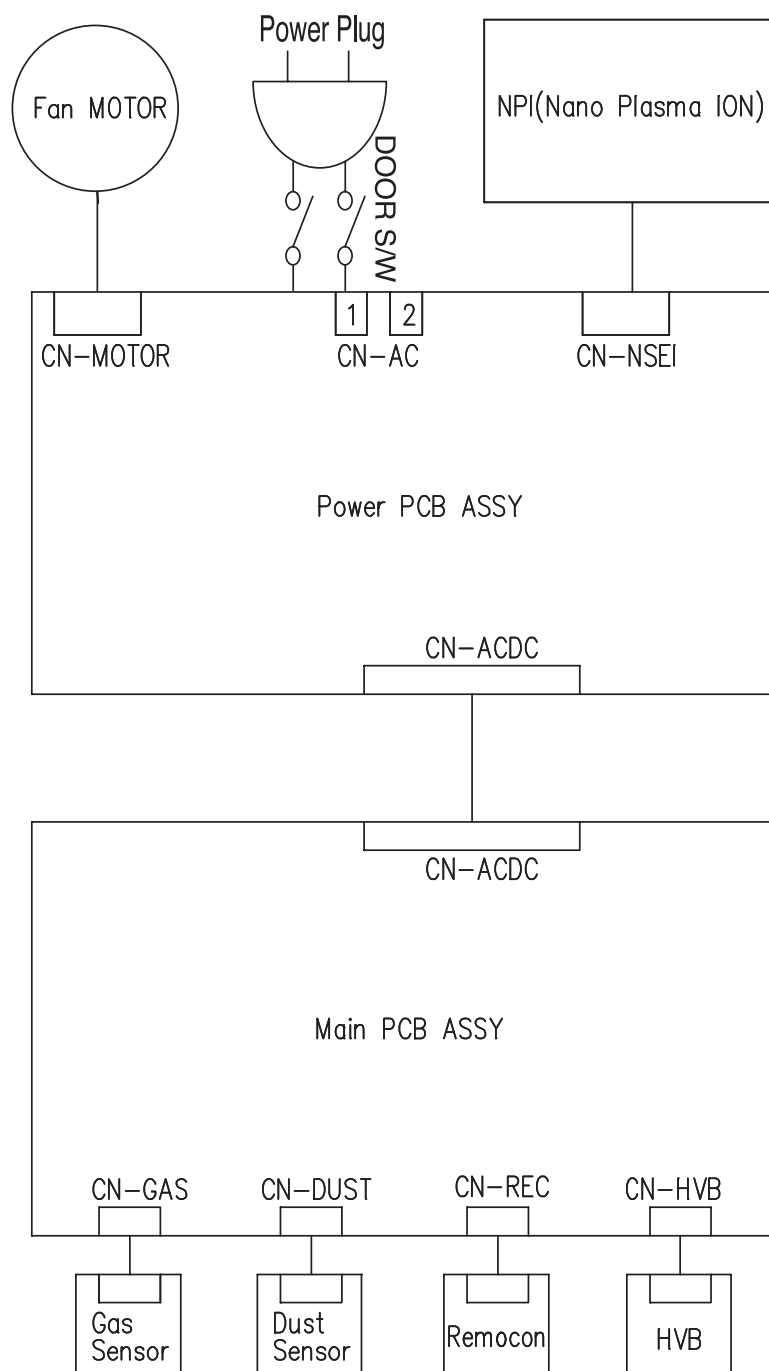 Power Plug
Fan MOTOR
NPI(Nano Plasma ION)
DOOR S/W
1
2
CN-MOTOR
CN-AC
CN-NSEI
Power PCB ASSY
CN-ACDC
CN-ACDC
Main PCB ASSY
CN-GAS
CN-DUST
CN-REC
CN-HVB
Gas
Sensor
Dust
Sensor
Remocon
HVB